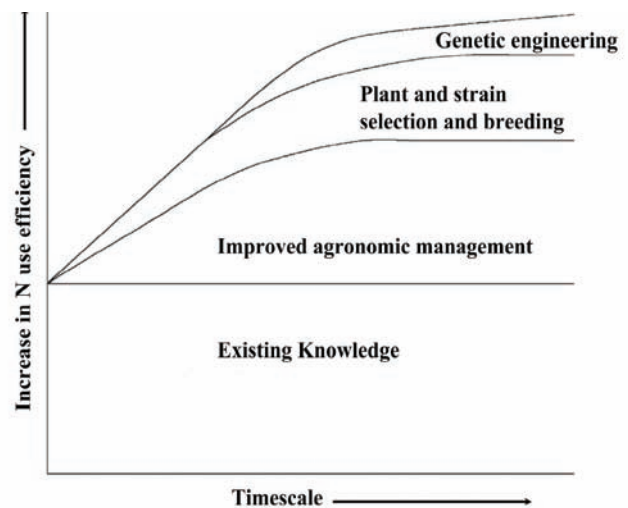 Genetic engineering
Plant and strain
selection and breeding
Improved agronomic management
Existing Knowledge
Increase in N use efficiency
Timescale